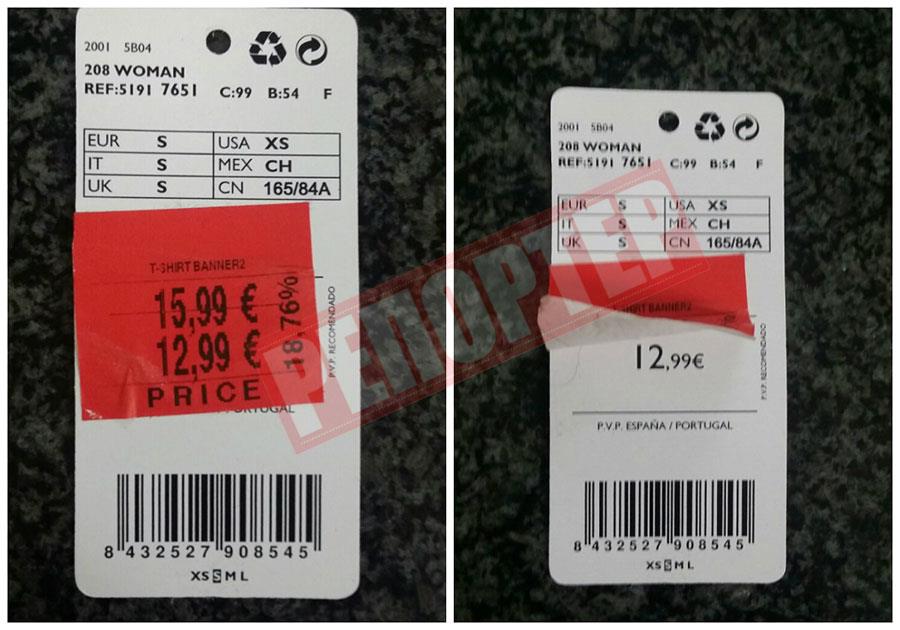 2001 5B04
208 WOMAN
REF:5191 7651 C:99 B:54 F
EUR S USA XS
IT S MEX CH
UK S CN 165/84A
T-SHIRT BANNER2
15,99 €
12,99 €
18,76%
PRICE
P.V.P. RECOMENDADO
PORTUGAL
8 432527 908545
XS S M L
РЕПОРТЕР
2001 5B04
208 WOMAN
REF:5191 7651 C:99 B:54 F
EUR S USA XS
IT S MEX CH
UK S CN 165/84A
SHIRT BANNER2
12,99€
P.V.P. RECOMENDADO
P.V.P. ESPAÑA / PORTUGAL
8 432527 908545
XS S M L